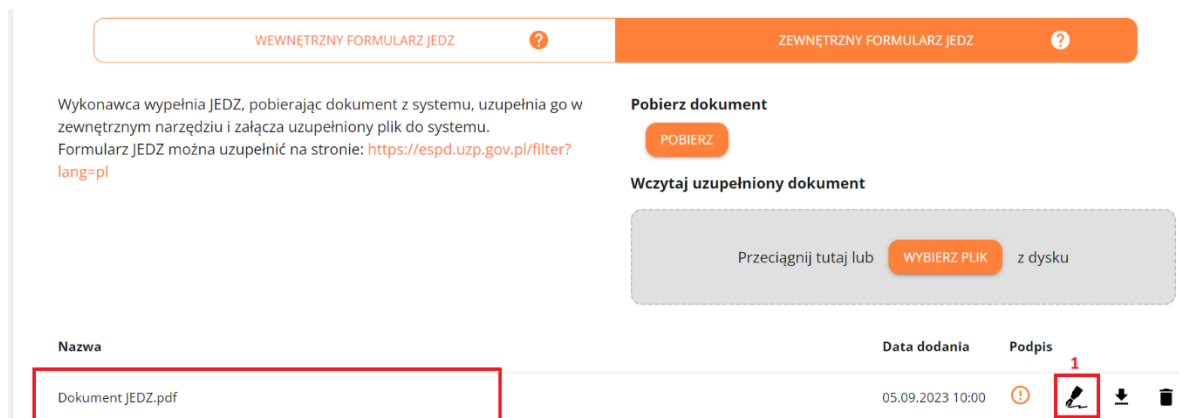 WEWNĘTRZNY FORMULARZ JEDZ ?
ZEWNĘTRZNY FORMULARZ JEDZ ?
Wykonawca wypełnia JEDZ, pobierając dokument z systemu, uzupełnia go w
zewnętrznym narzędziu i załącza uzupełniony plik do systemu.
Formularz JEDZ można uzupełnić na stronie: https://espd.uzp.gov.pl/filter?
lang=pl
Pobierz dokument
POBIERZ
Wczytaj uzupełniony dokument
Przeciągnij tutaj lub WYBIERZ PLIK z dysku
Nazwa Data dodania Podpis
1
Dokument JEDZ.pdf 05.09.2023 10:00